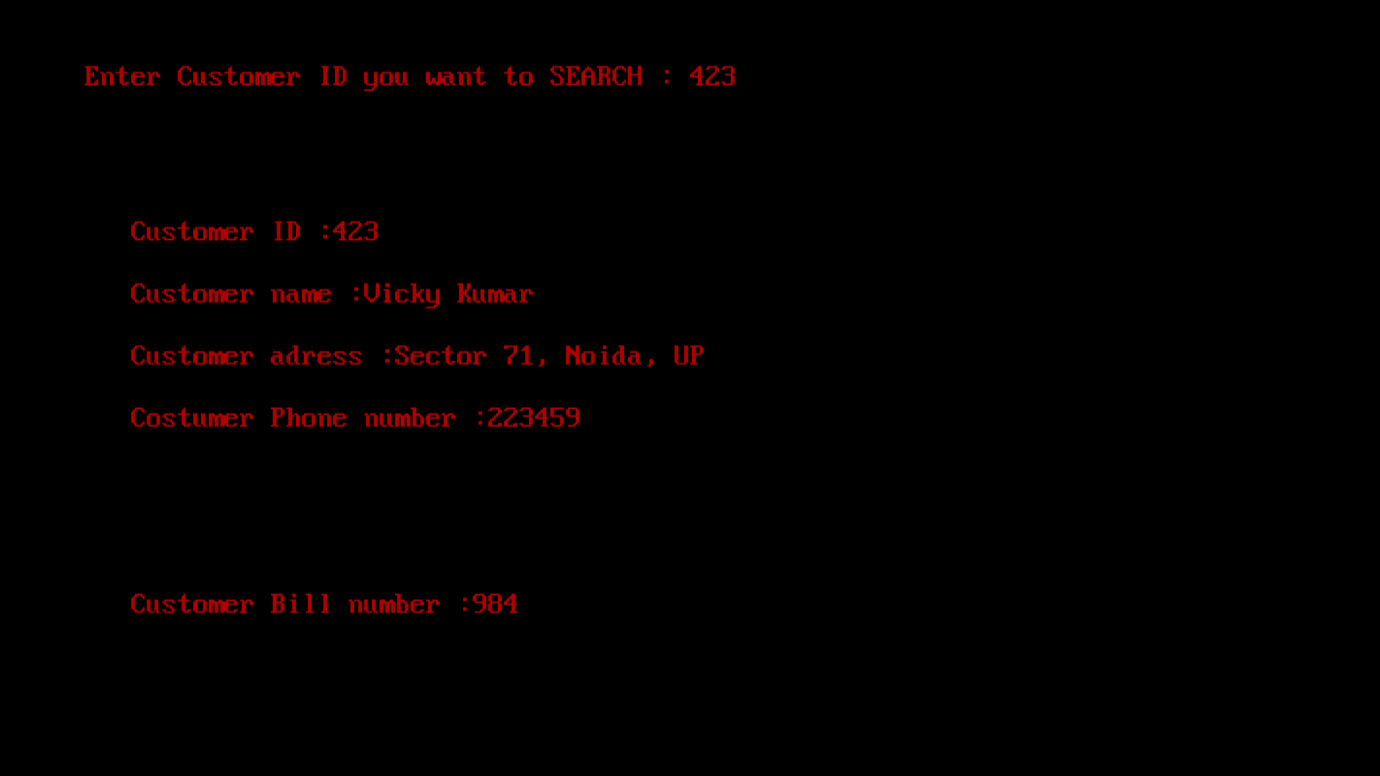 Enter Customer ID you want to SEARCH : 423
Customer ID :423
Customer name :Vicky Kumar
Customer adress :Sector 71, Noida, UP
Costumer Phone number :223459
Customer Bill number :984